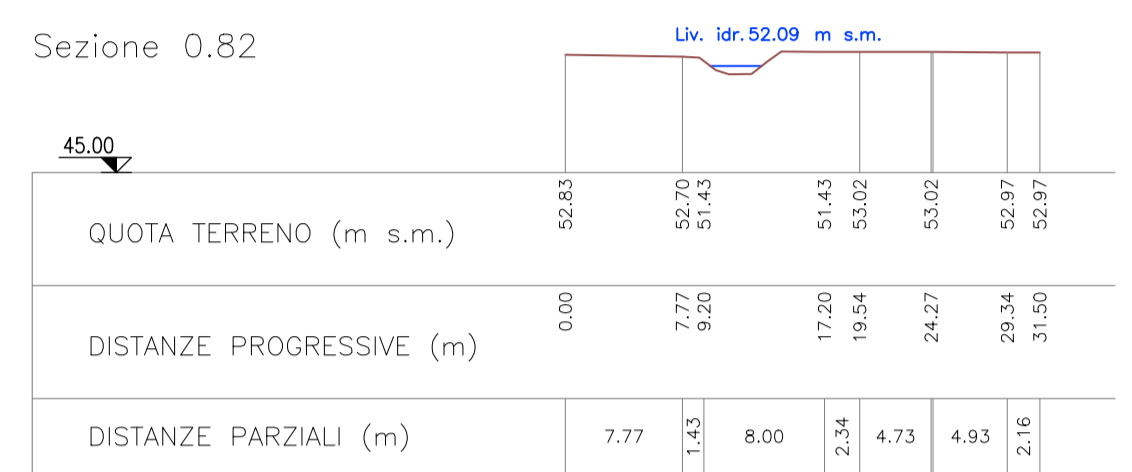 Sezione 0.82
Liv. idr. 52.09 m s.m.
45.00
QUOTA TERRENO (m s.m.)
52.83 52.70 51.43 51.43 53.02 53.02 52.97 52.97
DISTANZE PROGRESSIVE (m)
0.00 7.77 9.20 17.20 19.54 24.27 29.34 31.50
DISTANZE PARZIALI (m)
7.77 1.43 8.00 2.34 4.73 4.93 2.16